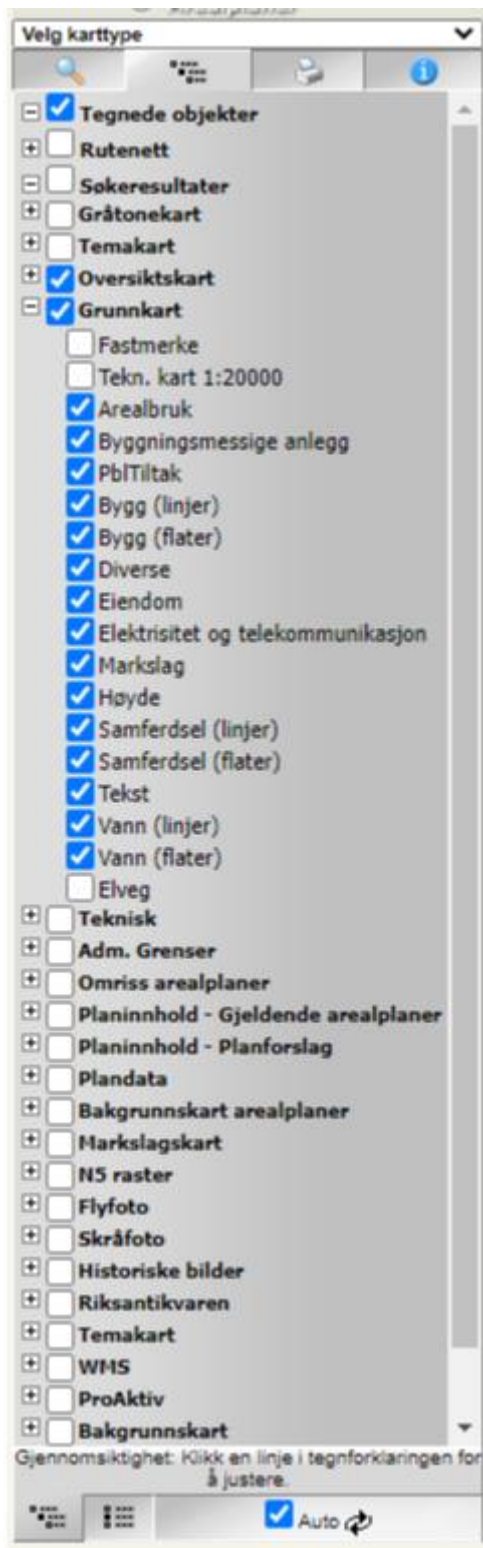 Velg karttype
Tegnede objekter
Rutenett
Søkeresultater
Gråtonekart
Temakart
Oversiktskart
Grunnkart
Fastmerke
Tekn. kart 1:20000
Arealbruk
Byggningsmessige anlegg
PblTiltak
Bygg (linjer)
Bygg (flater)
Diverse
Eiendom
Elektrisitet og telekommunikasjon
Markslag
Høyde
Samferdsel (linjer)
Samferdsel (flater)
Tekst
Vann (linjer)
Vann (flater)
Elveg
Teknisk
Adm. Grenser
Omriss arealplaner
Planinnhold - Gjeldende arealplaner
Planinnhold - Planforslag
Plandata
Bakgrunnskart arealplaner
Markslagskart
N5 raster
Flyfoto
Skråfoto
Historiske bilder
Riksantikvaren
Temakart
WMS
ProAktiv
Bakgrunnskart
Gjennomsiktighet: Klikk en linje i tegnforklaringen for
å justere.
Auto